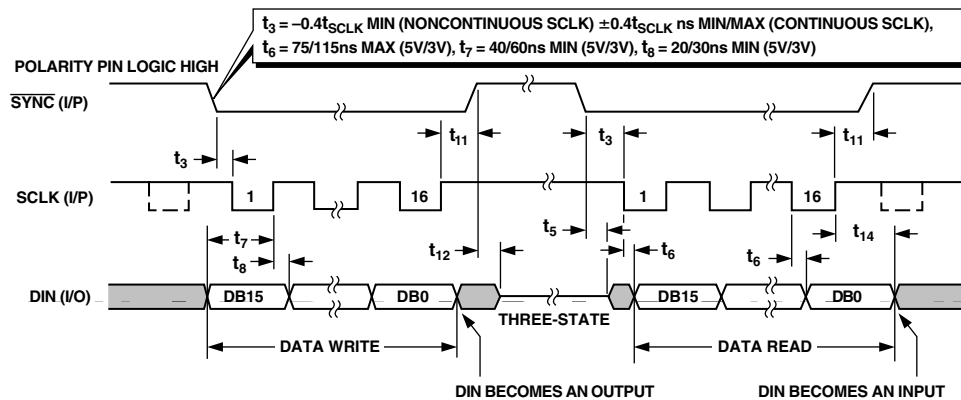 t3 = –0.4tSCLK MIN (NONCONTINUOUS SCLK) ±0.4tSCLK ns MIN/MAX (CONTINUOUS SCLK),
t6 = 75/115ns MAX (5V/3V), t7 = 40/60ns MIN (5V/3V), t8 = 20/30ns MIN (5V/3V)
POLARITY PIN LOGIC HIGH
SYNC (I/P)
t3
t11
t3
t11
SCLK (I/P)
1
16
1
16
t7
t8
t12
t5
t6
t6
t14
DIN (I/O)
DB15
DB0
THREE-STATE
DB15
DB0
DATA WRITE
DATA READ
DIN BECOMES AN OUTPUT
DIN BECOMES AN INPUT